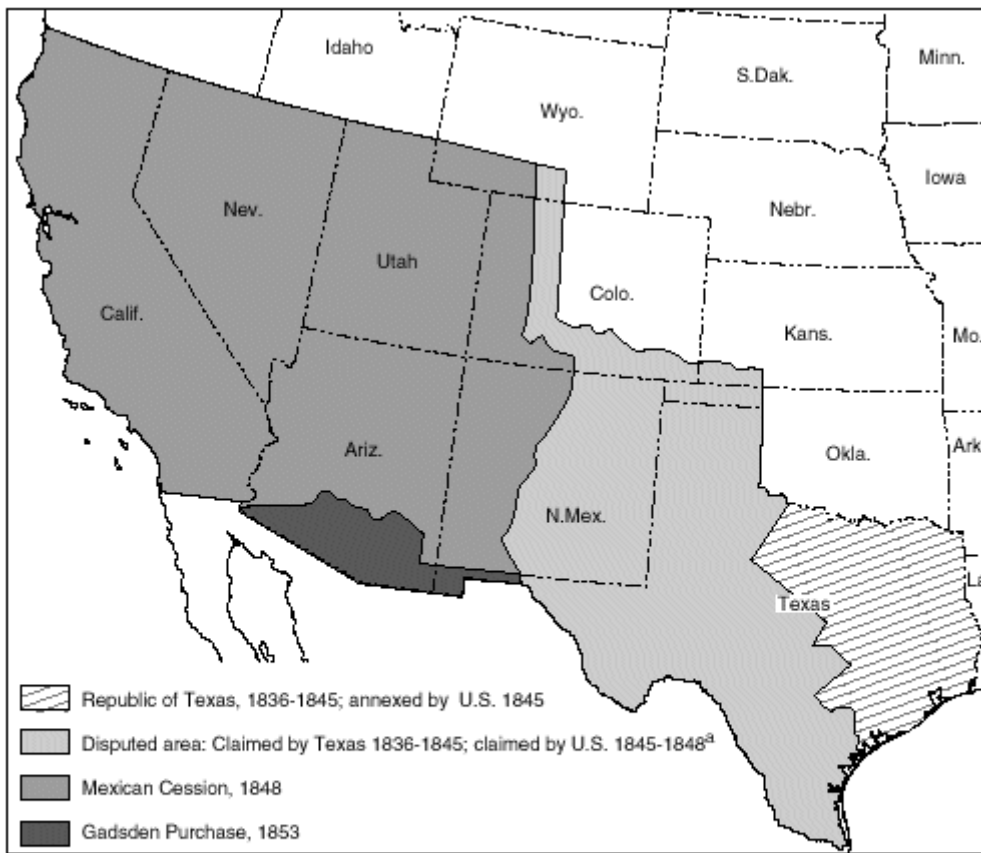 Idaho
Minn.
S.Dak.
Wyo.
Iowa
Nev.
Nebr.
Utah
Colo.
Calif.
Kans.
Mo.
Ariz.
Okla.
Ark
N.Mex.
La
Texas
Republic of Texas, 1836-1845; annexed by U.S. 1845
Disputed area: Claimed by Texas 1836-1845; claimed by U.S. 1845-1848a
Mexican Cession, 1848
Gadsden Purchase, 1853